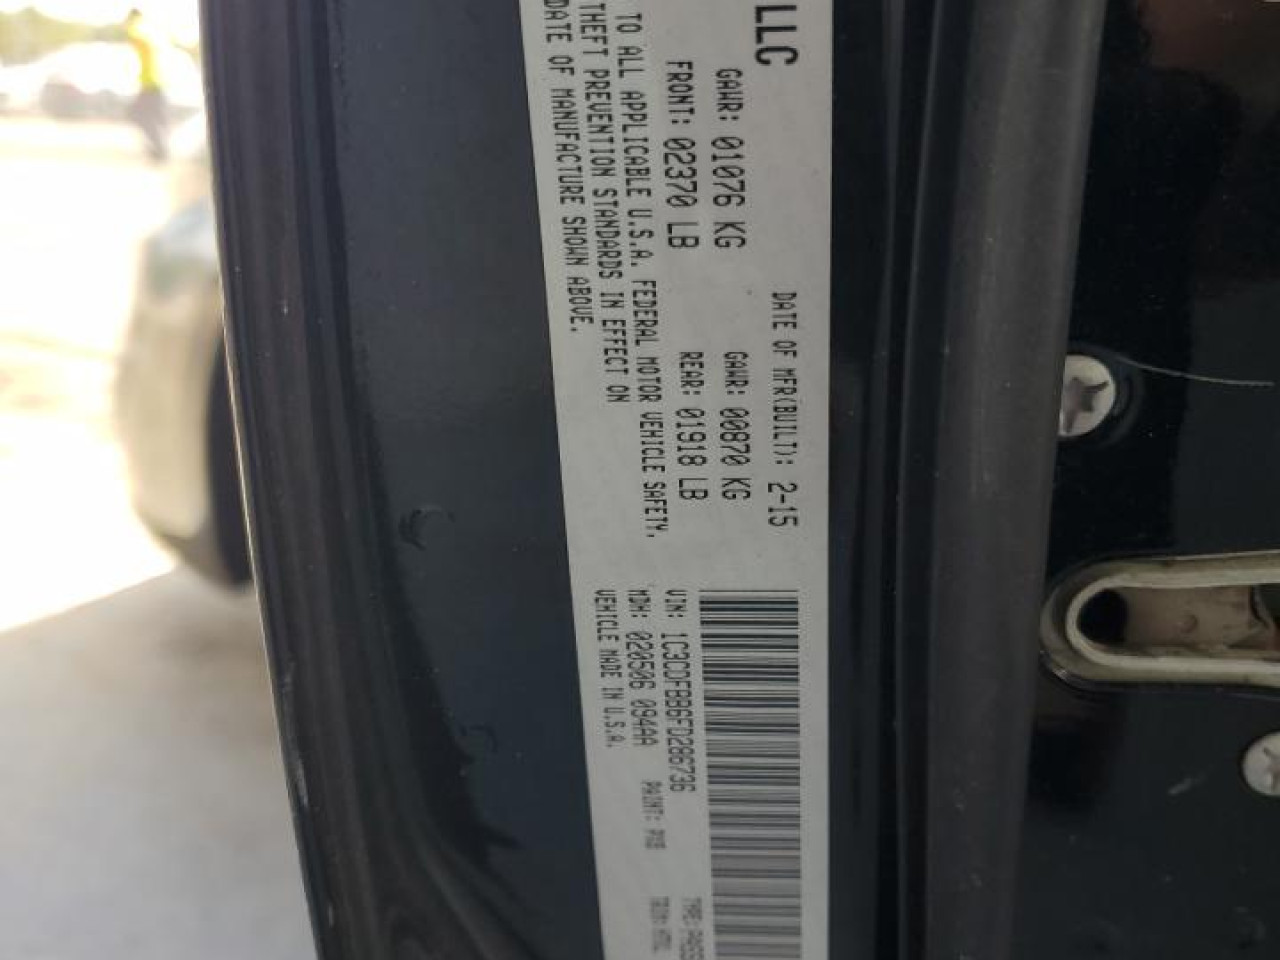 LLC
DATE OF MFR(BUILT): 2-15
GAWR: 01076 KG GAWR: 00870 KG
FRONT: 02370 LB REAR: 01918 LB
TO ALL APPLICABLE U.S.A. FEDERAL MOTOR VEHICLE SAFETY,
THEFT PREVENTION STANDARDS IN EFFECT ON
DATE OF MANUFACTURE SHOWN ABOVE.
VIN: 1C3CDFBB6FD286736
MDH: 020506 094AA PAINT: PX8
VEHICLE MADE IN U.S.A.